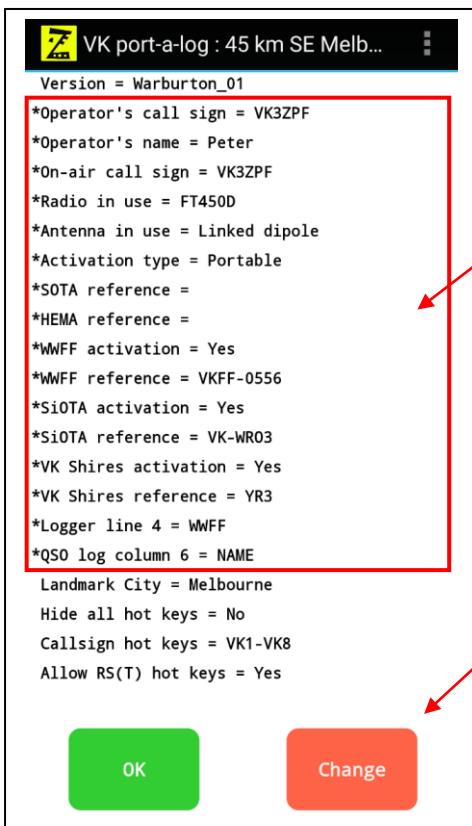 VK port-a-log : 45 km SE Melb...
Version = Warburton_01
*Operator's call sign = VK3ZPF
*Operator's name = Peter
*On-air call sign = VK3ZPF
*Radio in use = FT450D
*Antenna in use = Linked dipole
*Activation type = Portable
*SOTA reference =
*HEMA reference =
*WWFF activation = Yes
*WWFF reference = VKFF-0556
*SiOTA activation = Yes
*SiOTA reference = VK-WRO3
*VK Shires activation = Yes
*VK Shires reference = YR3
*Logger line 4 = WWFF
*QSO log column 6 = NAME
Landmark City = Melbourne
Hide all hot keys = No
Callsign hot keys = VK1-VK8
Allow RS(T) hot keys = Yes
OK
Change